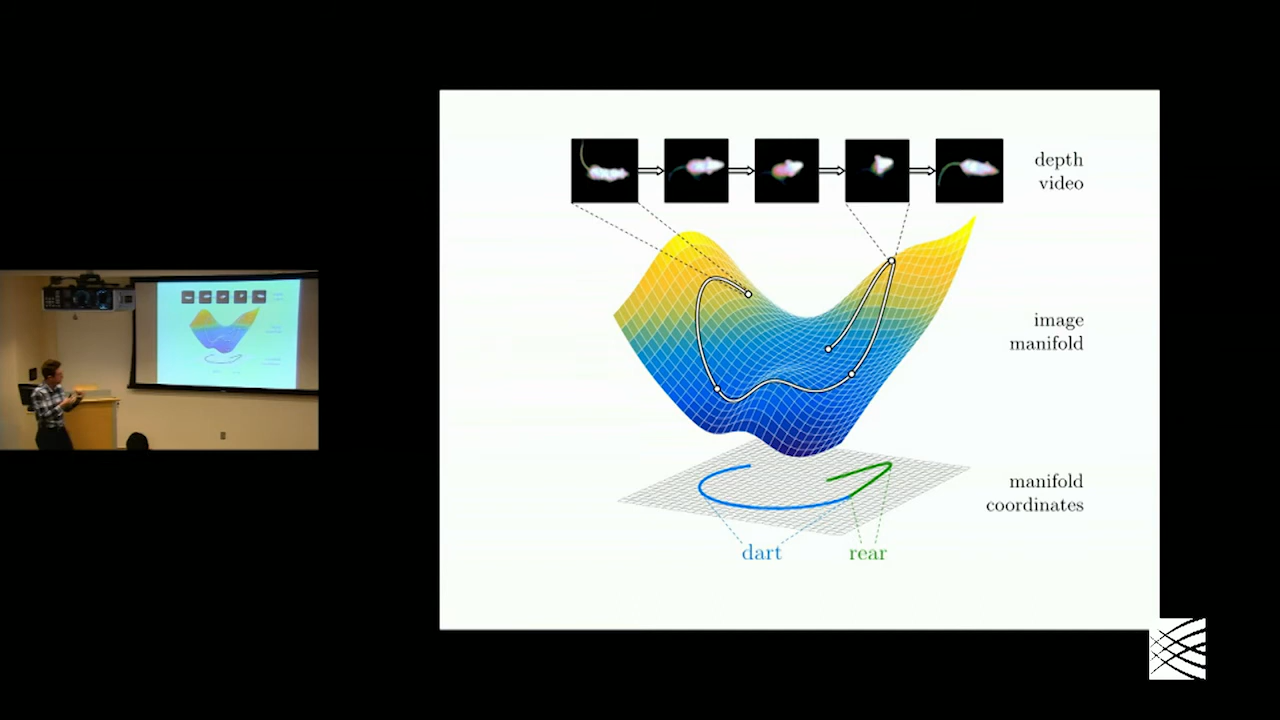 depth
video
image
manifold
manifold
coordinates
dart
rear